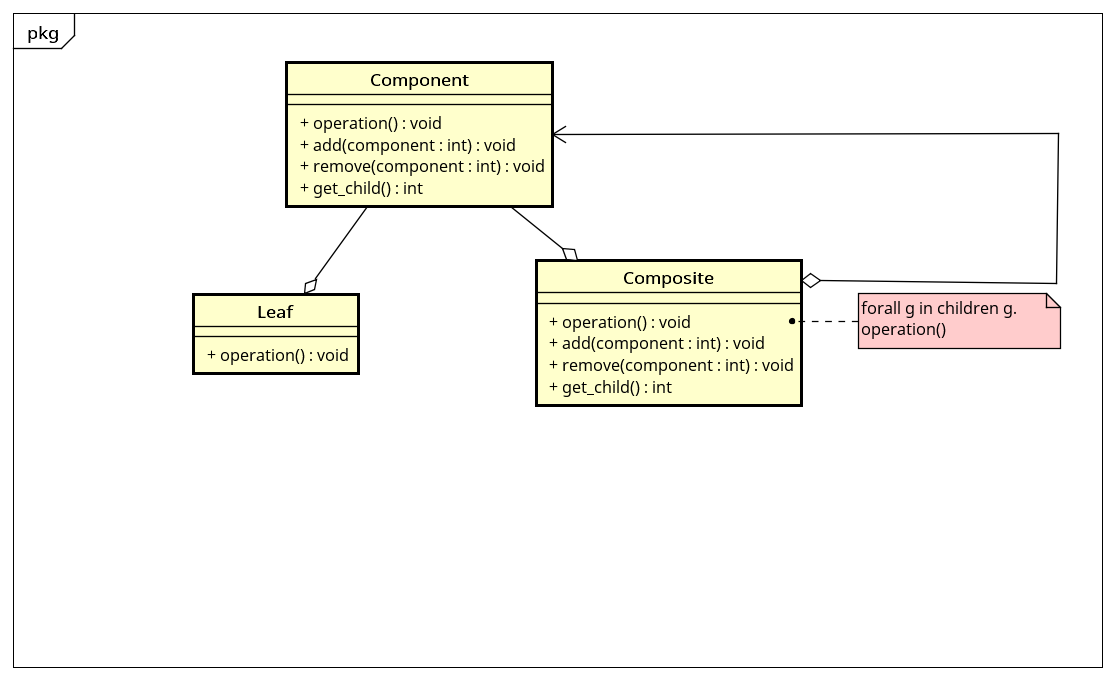 pkg
Component
+ operation() : void
+ add(component : int) : void
+ remove(component : int) : void
+ get_child() : int
Leaf
+ operation() : void
Composite
+ operation() : void
+ add(component : int) : void
+ remove(component : int) : void
+ get_child() : int
forall g in children g.
operation()